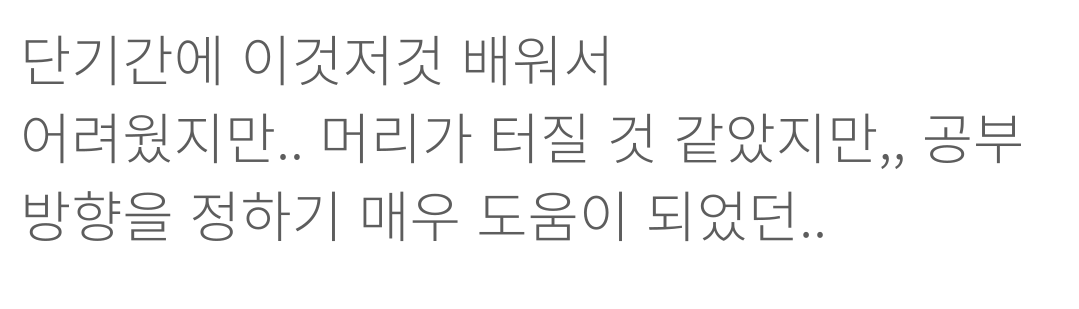 단기간에 이것저것 배워서
어려웠지만.. 머리가 터질 것 같았지만,, 공부
방향을 정하기 매우 도움이 되었던..